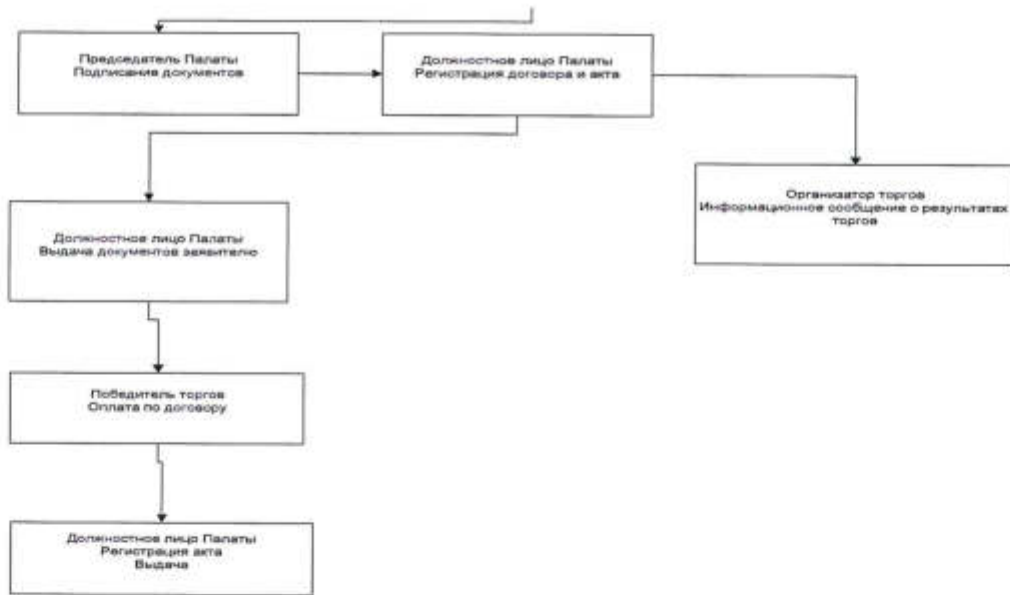 Председатель Палаты
Подписание документов
Должностное лицо Палаты
Регистрация договора и акта
Организатор торгов
Информационное сообщение о результатах
торгов
Должностное лицо Палаты
Выдача документов заявителю
Победитель торгов
Оплата по договору
Должностное лицо Палаты
Регистрация акта
Выдача